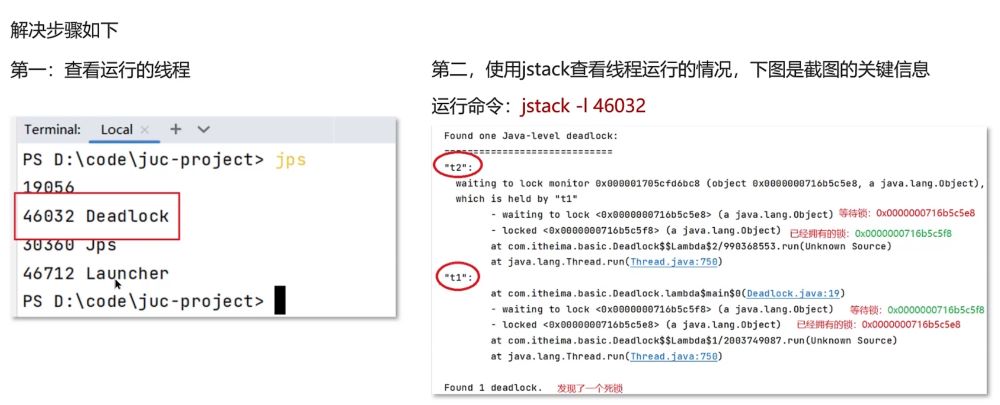 解决步骤如下
第一：查看运行的线程
Terminal: Local × + ∨
PS D:\code\juc-project> jps
19056
46032 Deadlock
30360 Jps
46712 Launcher
PS D:\code\juc-project>
第二，使用jstack查看线程运行的情况，下图是截图的关键信息
运行命令：jstack -l 46032
Found one Java-level deadlock:
=============================
"t2":
waiting to lock monitor 0x000001705cfd6bc8 (object 0x0000000716b5c5e8, a java.lang.Object),
which is held by "t1"
- waiting to lock <0x0000000716b5c5e8> (a java.lang.Object) 等待锁：0x0000000716b5c5e8
- locked <0x0000000716b5c5f8> (a java.lang.Object) 已经拥有的锁：0x0000000716b5c5f8
at com.itheima.basic.Deadlock$$Lambda$2/990368553.run(Unknown Source)
at java.lang.Thread.run(Thread.java:750)
"t1":
at com.itheima.basic.Deadlock.lambda$main$0(Deadlock.java:19)
- waiting to lock <0x0000000716b5c5f8> (a java.lang.Object) 等待锁：0x0000000716b5c5f8
- locked <0x0000000716b5c5e8> (a java.lang.Object) 已经拥有的锁：0x0000000716b5c5e8
at com.itheima.basic.Deadlock$$Lambda$1/2003749087.run(Unknown Source)
at java.lang.Thread.run(Thread.java:750)
Found 1 deadlock. 发现了一个死锁